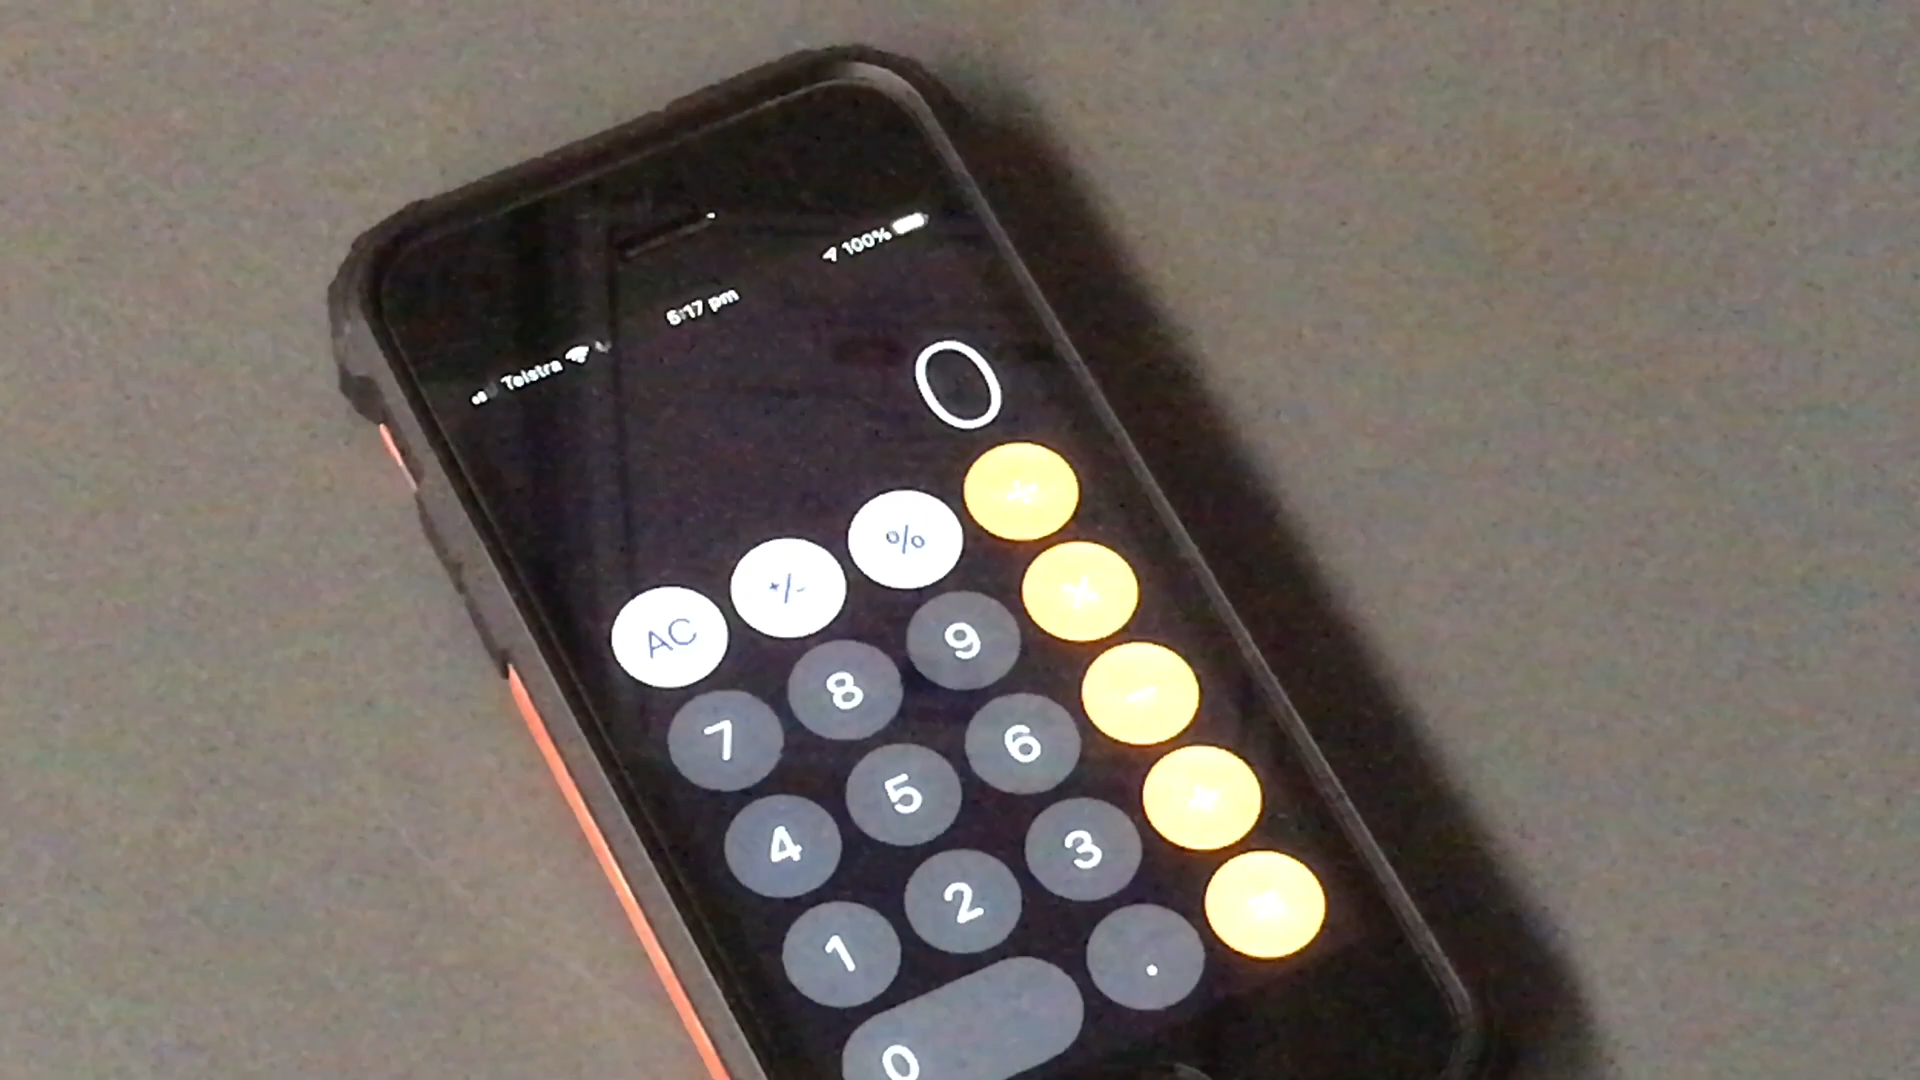 Telstra 5:17 pm 100%
0
AC +/- % ÷
7 8 9 ×
4 5 6 −
1 2 3 +
0 . =